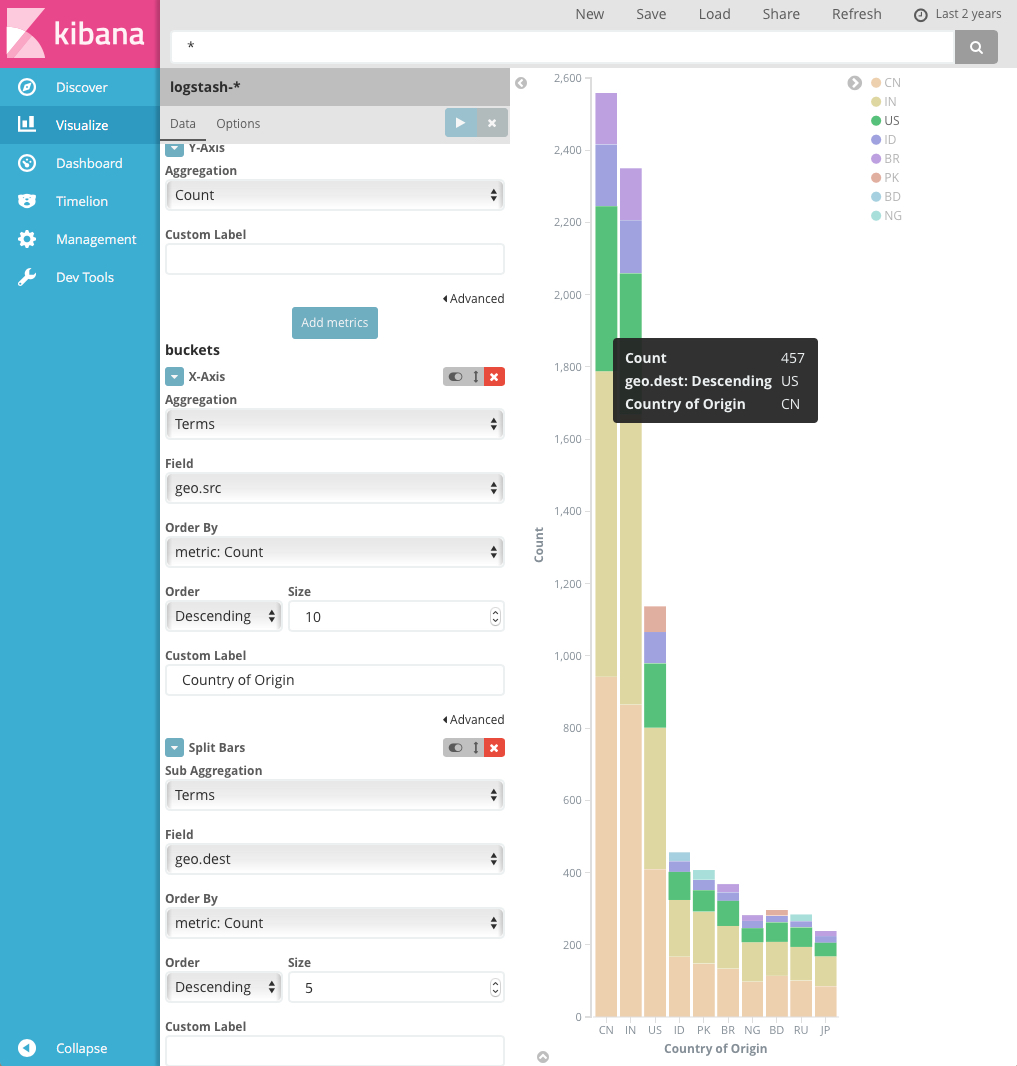 kibana
New Save Load Share Refresh Last 2 years
*
Discover
Visualize
Dashboard
Timelion
Management
Dev Tools
Collapse
logstash-*
Data Options
Y-Axis
Aggregation
Count
Custom Label
Advanced
Add metrics
buckets
X-Axis
Aggregation
Terms
Field
geo.src
Order By
metric: Count
Order Size
Descending 10
Custom Label
Country of Origin
Advanced
Split Bars
Sub Aggregation
Terms
Field
geo.dest
Order By
metric: Count
Order Size
Descending 5
Custom Label
2,600
2,400
2,200
2,000
1,800
1,600
1,400
1,200
1,000
800
600
400
200
0
Count
CN IN US ID PK BR NG BD RU JP
Country of Origin
Count 457
geo.dest: Descending US
Country of Origin CN
CN
IN
US
ID
BR
PK
BD
NG